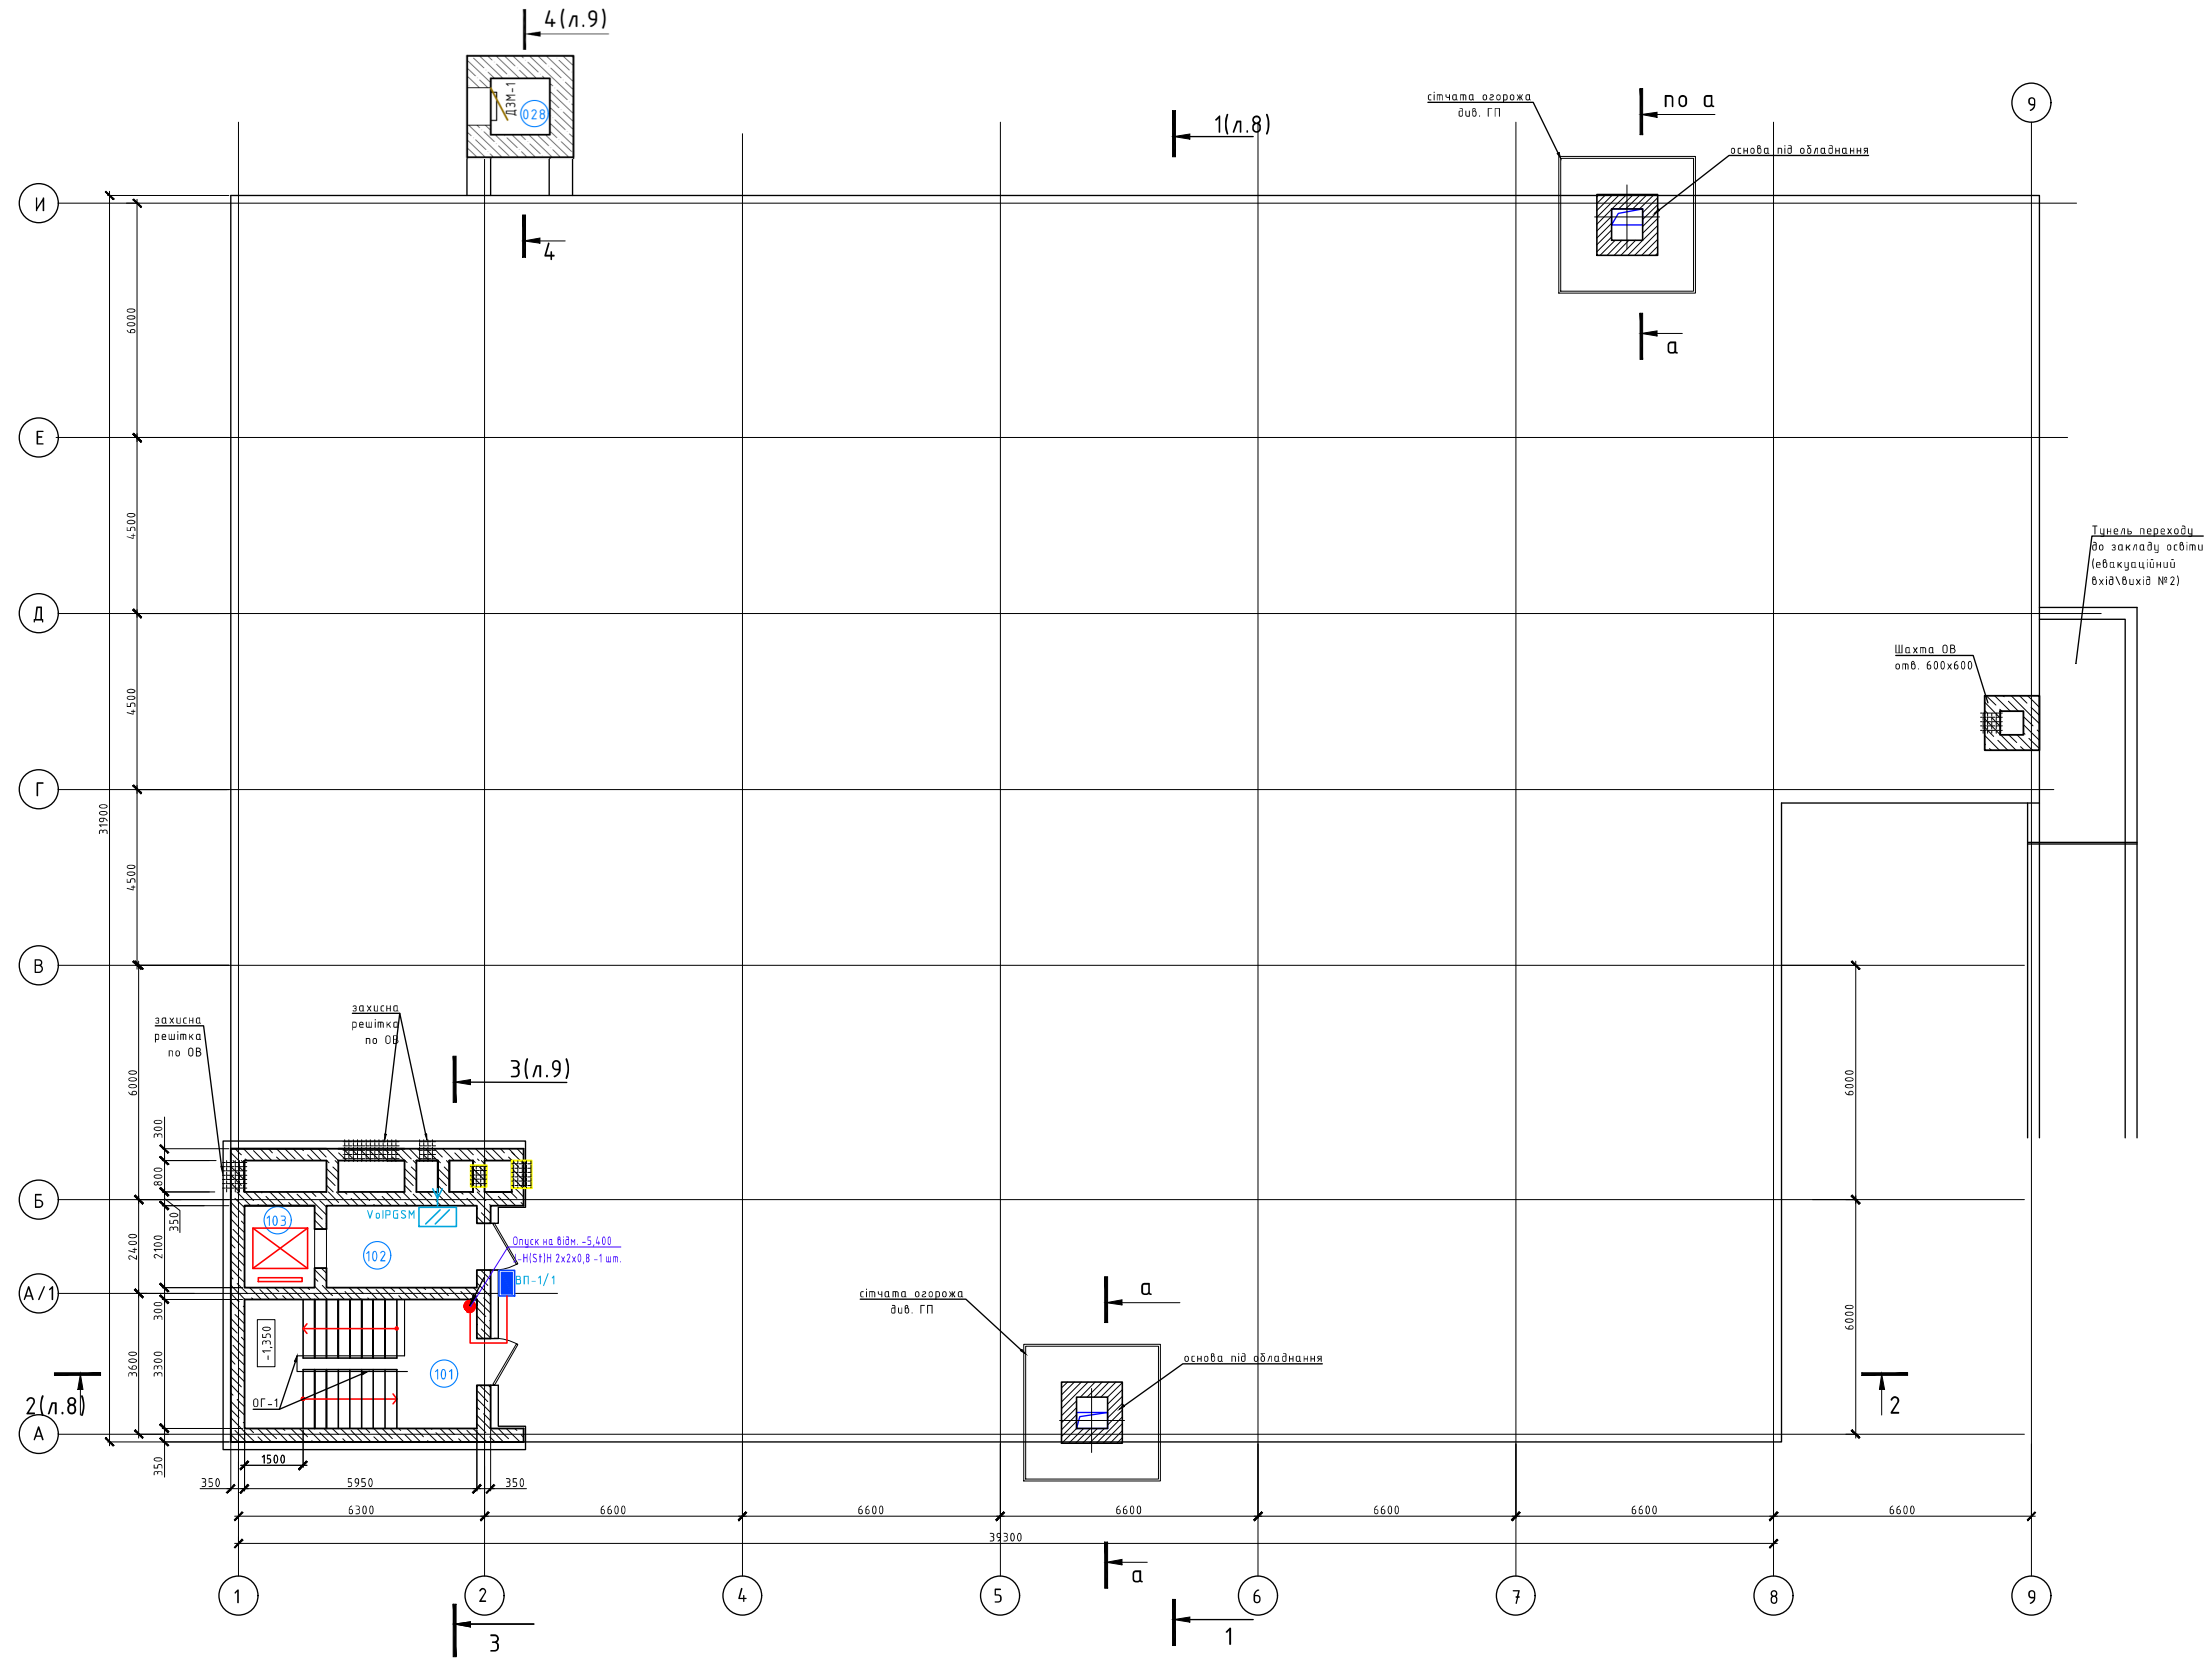 4(л.9)
ДЗМ-1
028
4
1(л.8)
сітчата огорожа
див. ГП
по а
основа під обладнання
а
9
И
Е
Д
Г
В
Б
А/1
А
6000
4500
4500
4500
31900
6000
2400
3600
300
800
350
2100
300
3300
350
Тунель переходу
до закладу освіти
(евакуаційний
вхід\вихід №2)
Шахта ОВ
отв. 600х600
захисна
решітка
по ОВ
захисна
решітка
по ОВ
3(л.9)
103
VoIPGSM
102
Опуск на відм. -5,400
J-H(St)H 2x2x0,8 -1 шт.
ВП-1/1
-1,350
101
ОГ-1
2(л.8)
сітчата огорожа
див. ГП
а
основа під обладнання
6000
6000
2
1500
350
5950
350
6300
6600
6600
6600
6600
6600
6600
39300
а
1
2
4
5
6
7
8
9
3
1